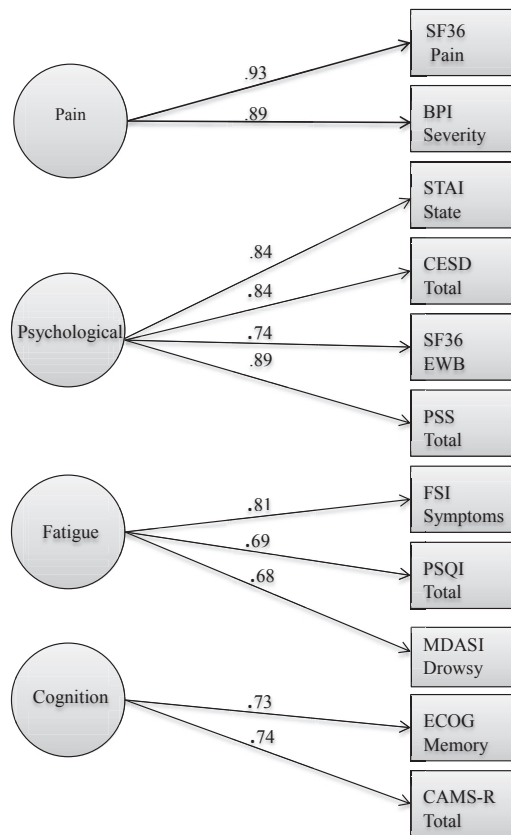 SF36
Pain
.93
Pain
.89
BPI
Severity
STAI
State
.84
CESD
Total
.84
Psychological
.74
SF36
EWB
.89
PSS
Total
FSI
Symptoms
.81
Fatigue
.69
PSQI
Total
.68
MDASI
Drowsy
Cognition
.73
ECOG
Memory
.74
CAMS-R
Total